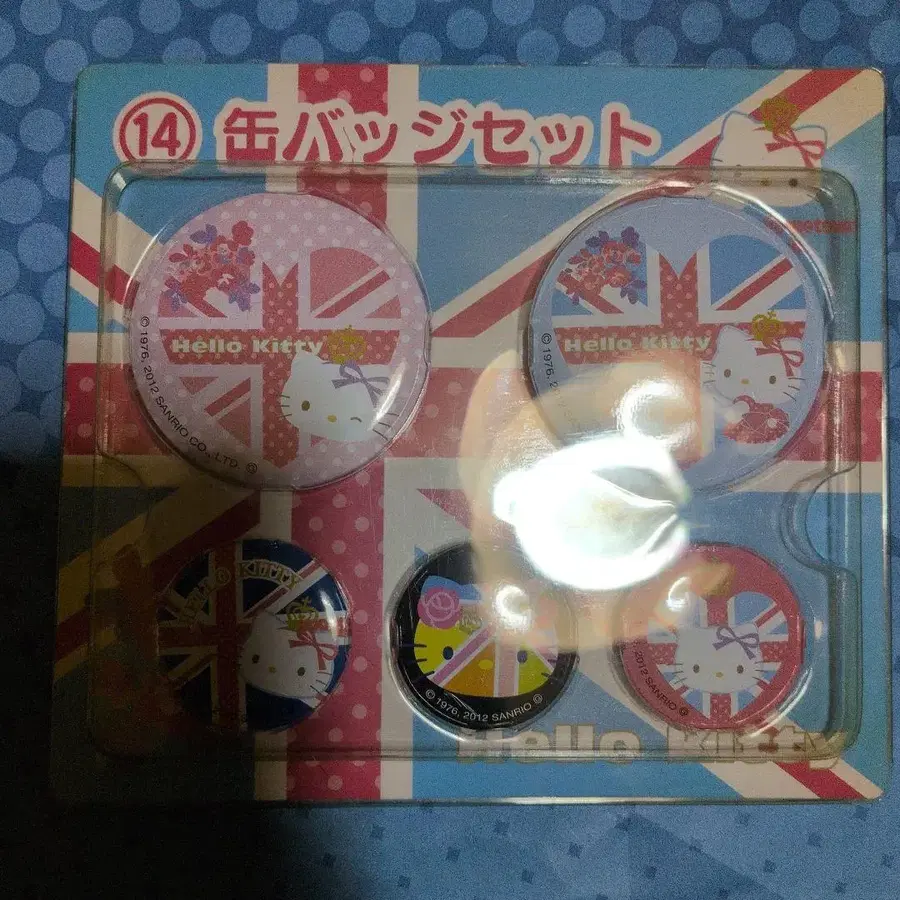 ⑭ 缶バッジセット
Hello Kitty
© 1976, 2012 SANRIO CO., LTD.
Hello Kitty
© 1976, 2012
HELLO KITTY
© 1976, 2012 SANRIO
2012 SANRIO
Hello Kitty